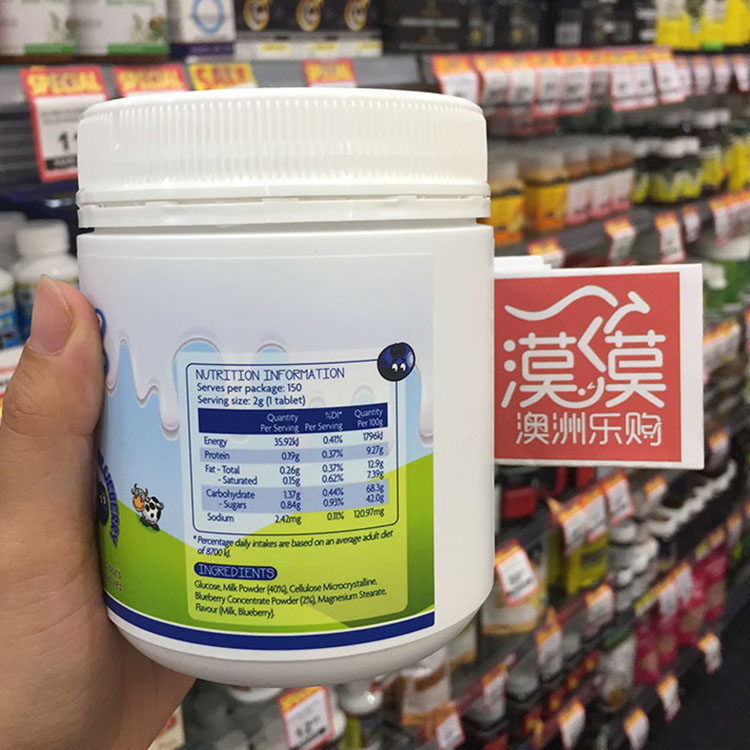 SPECIAL
SPECIAL
SALE
SPECIAL
NUTRITION INFORMATION
Serves per package: 150
Serving size: 2g (1 tablet)
Quantity Per Serving %DI* Per Serving Quantity Per 100g
Energy 35.92kJ 0.41% 1796kJ
Protein 0.19g 0.37% 9.27g
Fat - Total 0.26g 0.37% 12.9g
- Saturated 0.15g 0.62% 7.39g
Carbohydrate 1.37g 0.44% 68.3g
- Sugars 0.84g 0.93% 42.0g
Sodium 2.42mg 0.11% 120.97mg
*Percentage daily intakes are based on an average adult diet
of 8700 kJ.
INGREDIENTS
Glucose, Milk Powder (40%), Cellulose Microcrystalline,
Blueberry Concentrate Powder (2%), Magnesium Stearate,
Flavour (Milk, Blueberry).
BLUEBERRY
漠漠
澳洲乐购